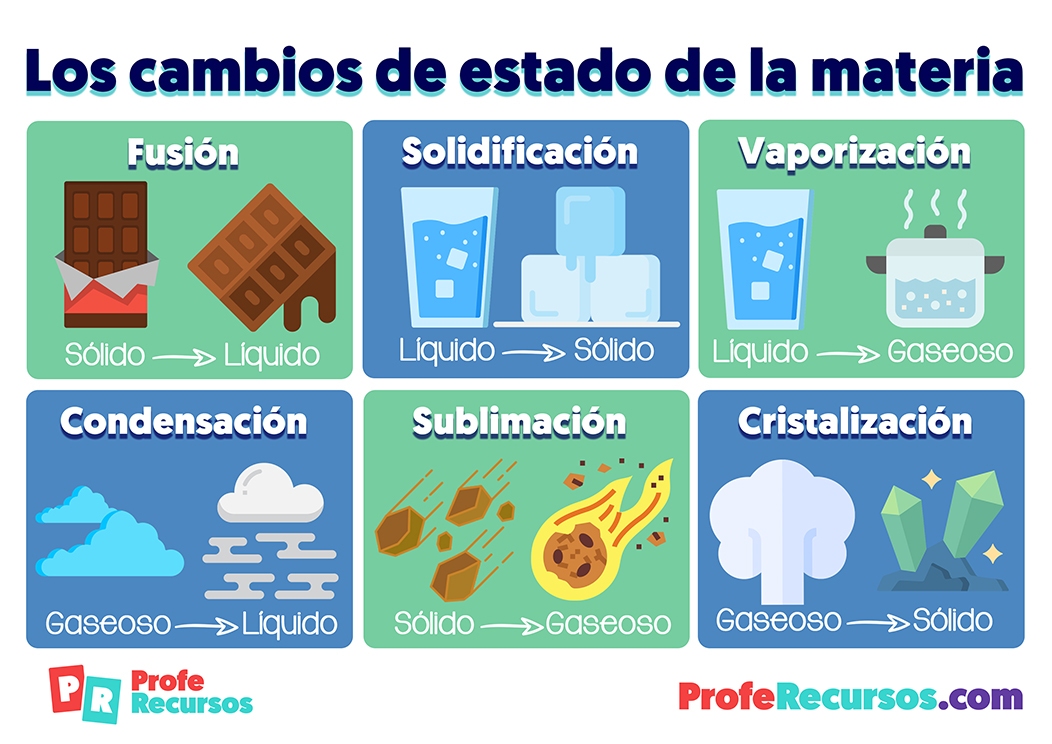 Los cambios de estado de la materia
Fusión
Sólido Líquido
Solidificación
Líquido Sólido
Vaporización
Líquido Gaseoso
Condensación
Gaseoso Líquido
Sublimación
Sólido Gaseoso
Cristalización
Gaseoso Sólido
PR
Profe
Recursos
ProfeRecursos.com